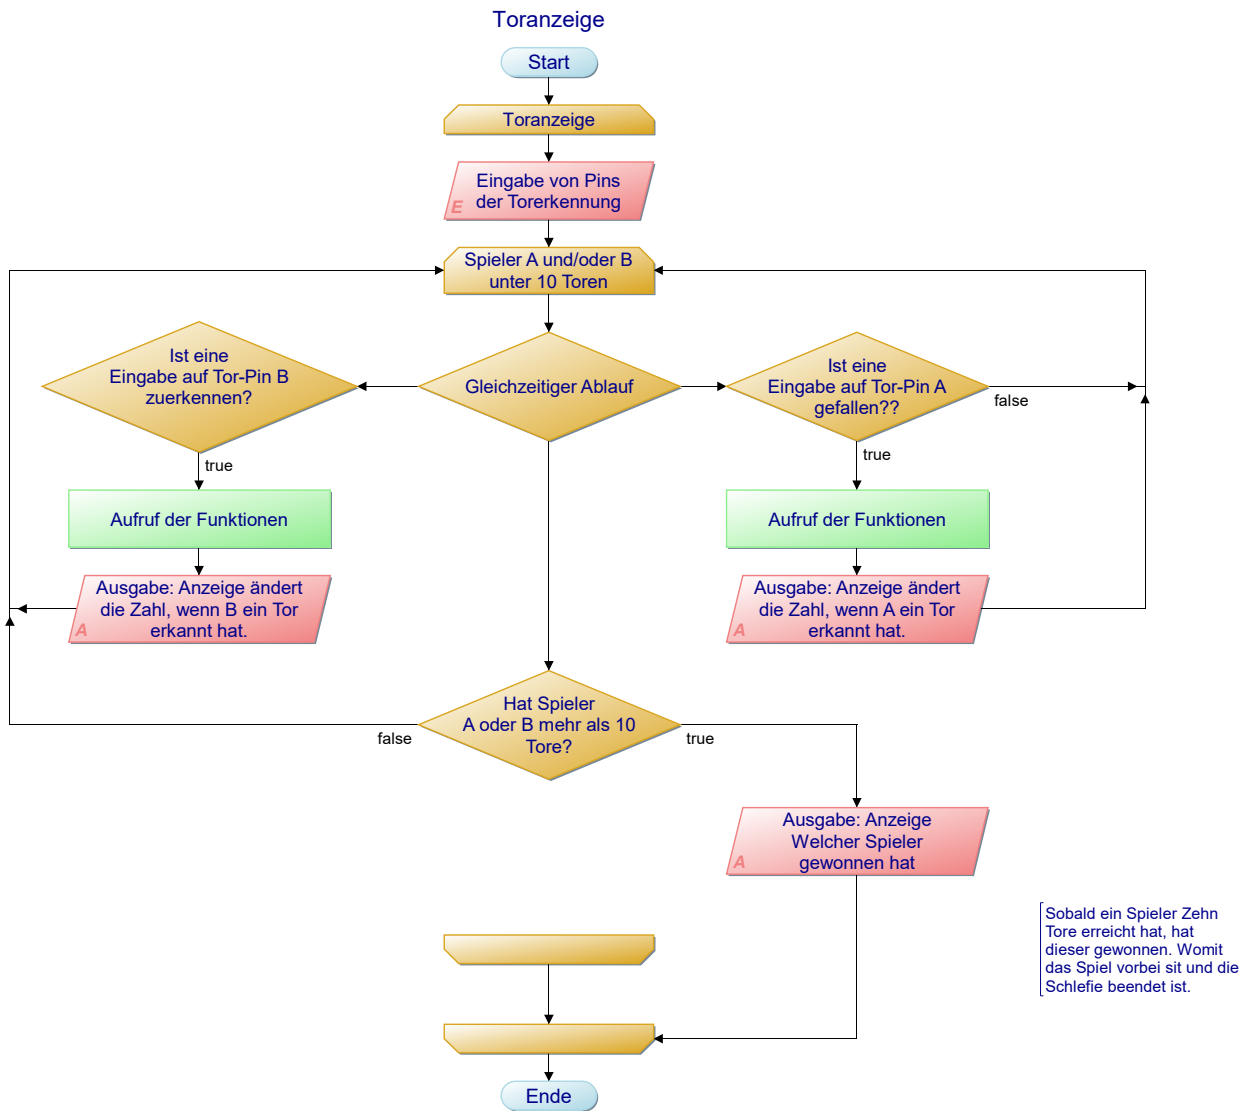 Toranzeige
Start
Toranzeige
Eingabe von Pins
der Torerkennung
E
Spieler A und/oder B
unter 10 Toren
Ist eine
Eingabe auf Tor-Pin B
zuerkennen?
Gleichzeitiger Ablauf
Ist eine
Eingabe auf Tor-Pin A
gefallen??
false
true
true
Aufruf der Funktionen
Aufruf der Funktionen
Ausgabe: Anzeige ändert
die Zahl, wenn B ein Tor
erkannt hat.
A
Ausgabe: Anzeige ändert
die Zahl, wenn A ein Tor
erkannt hat.
A
Hat Spieler
A oder B mehr als 10
Tore?
false
true
Ausgabe: Anzeige
Welcher Spieler
gewonnen hat
A
Sobald ein Spieler Zehn
Tore erreicht hat, hat
dieser gewonnen. Womit
das Spiel vorbei sit und die
Schlefie beendet ist.
Ende